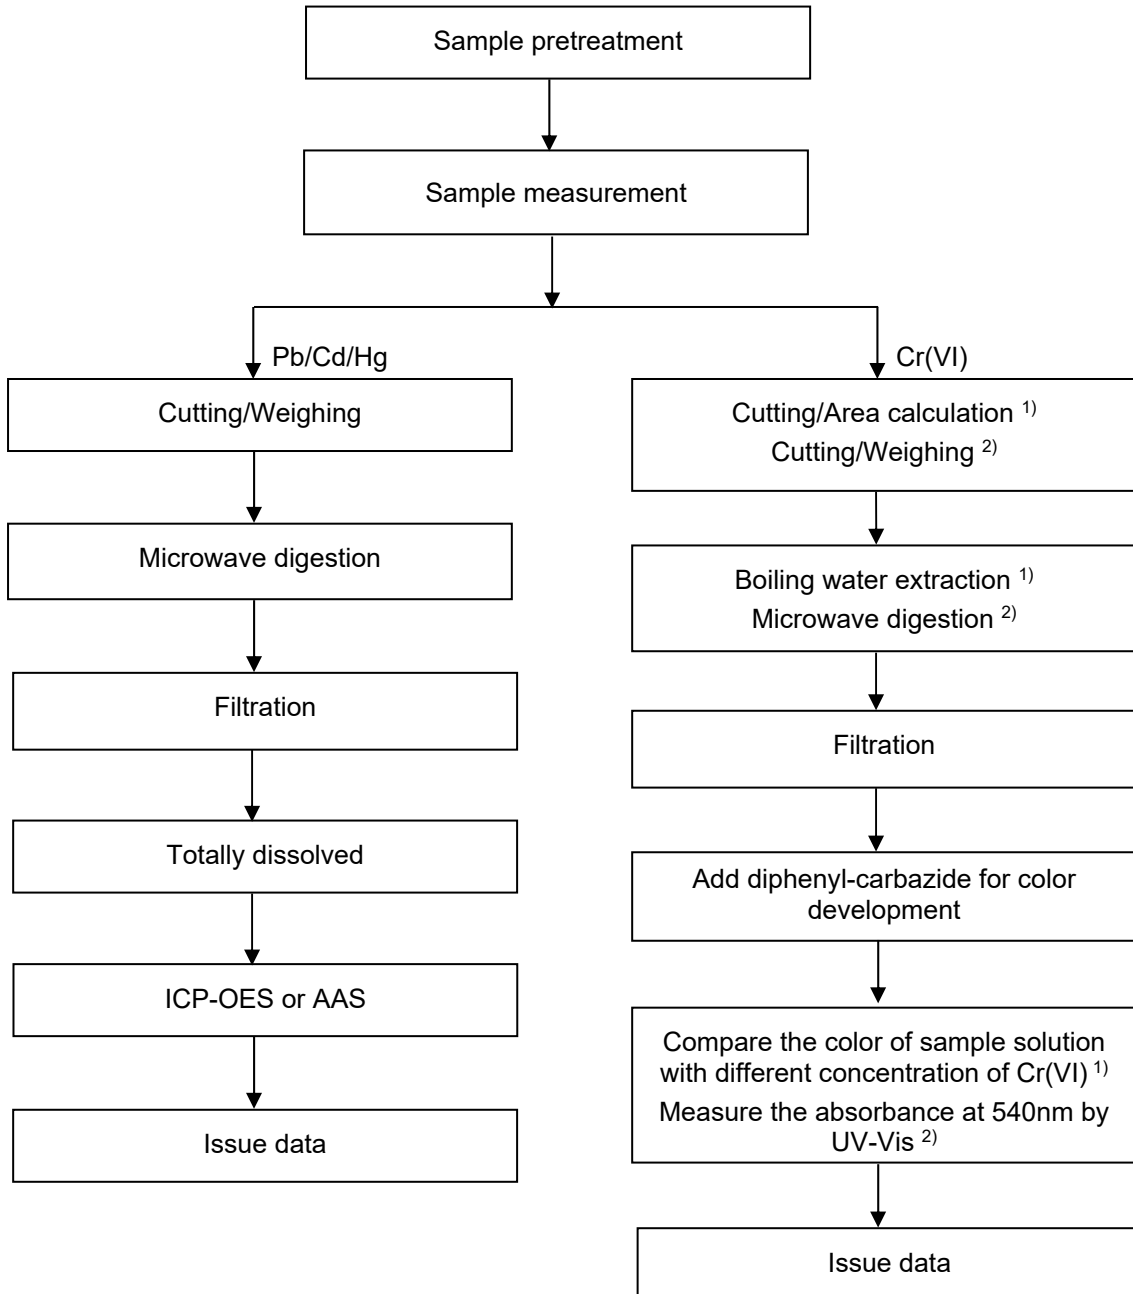 Sample pretreatment
Sample measurement
Pb/Cd/Hg
Cutting/Weighing
Microwave digestion
Filtration
Totally dissolved
ICP-OES or AAS
Issue data
Cr(VI)
Cutting/Area calculation 1)
Cutting/Weighing 2)
Boiling water extraction 1)
Microwave digestion 2)
Filtration
Add diphenyl-carbazide for color
development
Compare the color of sample solution
with different concentration of Cr(VI) 1)
Measure the absorbance at 540nm by
UV-Vis 2)
Issue data